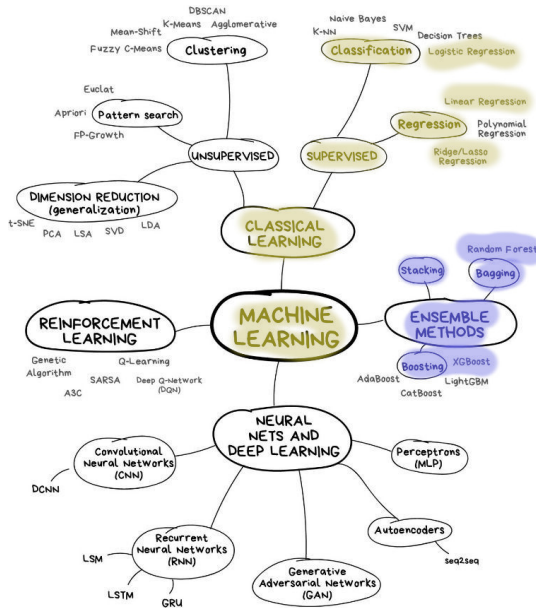 DBSCAN
K-Means
Agglomerative
Mean-Shift
Fuzzy C-Means
Clustering
Naive Bayes
SVM
K-NN
Decision Trees
Classification
Logistic Regression
Euclat
Apriori
Pattern search
FP-Growth
Linear Regression
Regression
Polynomial
Regression
Ridge/Lasso
Regression
UNSUPERVISED
SUPERVISED
DIMENSION REDUCTION
(generalization)
t-SNE
PCA
LSA
SVD
LDA
CLASSICAL
LEARNING
Random Forest
Stacking
Bagging
MACHINE
LEARNING
ENSEMBLE
METHODS
Boosting
XGBoost
AdaBoost
LightGBM
CatBoost
REINFORCEMENT
LEARNING
Genetic
Algorithm
Q-Learning
SARSA
Deep Q-Network
(DQN)
A3C
NEURAL
NETS AND
DEEP LEARNING
Convolutional
Neural Networks
(CNN)
DCNN
Perceptrons
(MLP)
Recurrent
Neural Networks
(RNN)
LSM
LSTM
GRU
Generative
Adversarial Networks
(GAN)
Autoencoders
seq2seq